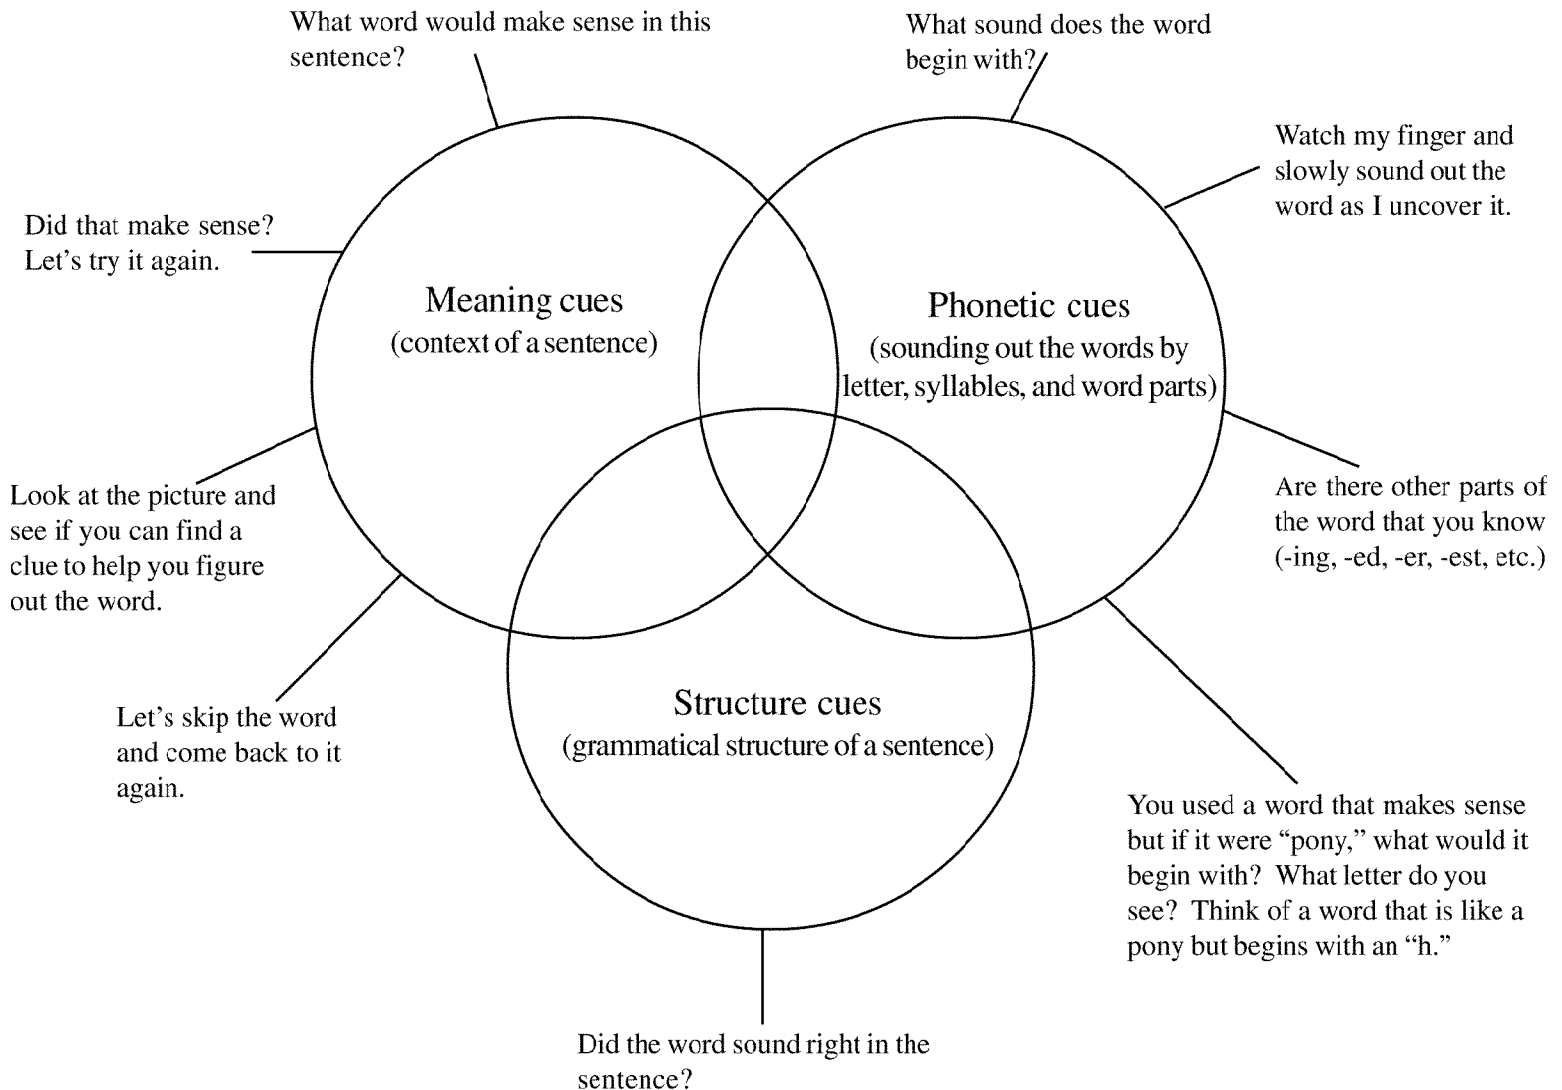 What word would make sense in this
sentence?
What sound does the word
begin with?
Watch my finger and
slowly sound out the
word as I uncover it.
Did that make sense?
Let's try it again.
Meaning cues
(context of a sentence)
Phonetic cues
(sounding out the words by
letter, syllables, and word parts)
Look at the picture and
see if you can find a
clue to help you figure
out the word.
Are there other parts of
the word that you know
(-ing, -ed, -er, -est, etc.)
Let's skip the word
and come back to it
again.
Structure cues
(grammatical structure of a sentence)
You used a word that makes sense
but if it were “pony,” what would it
begin with?  What letter do you
see?  Think of a word that is like a
pony but begins with an “h.”
Did the word sound right in the
sentence?